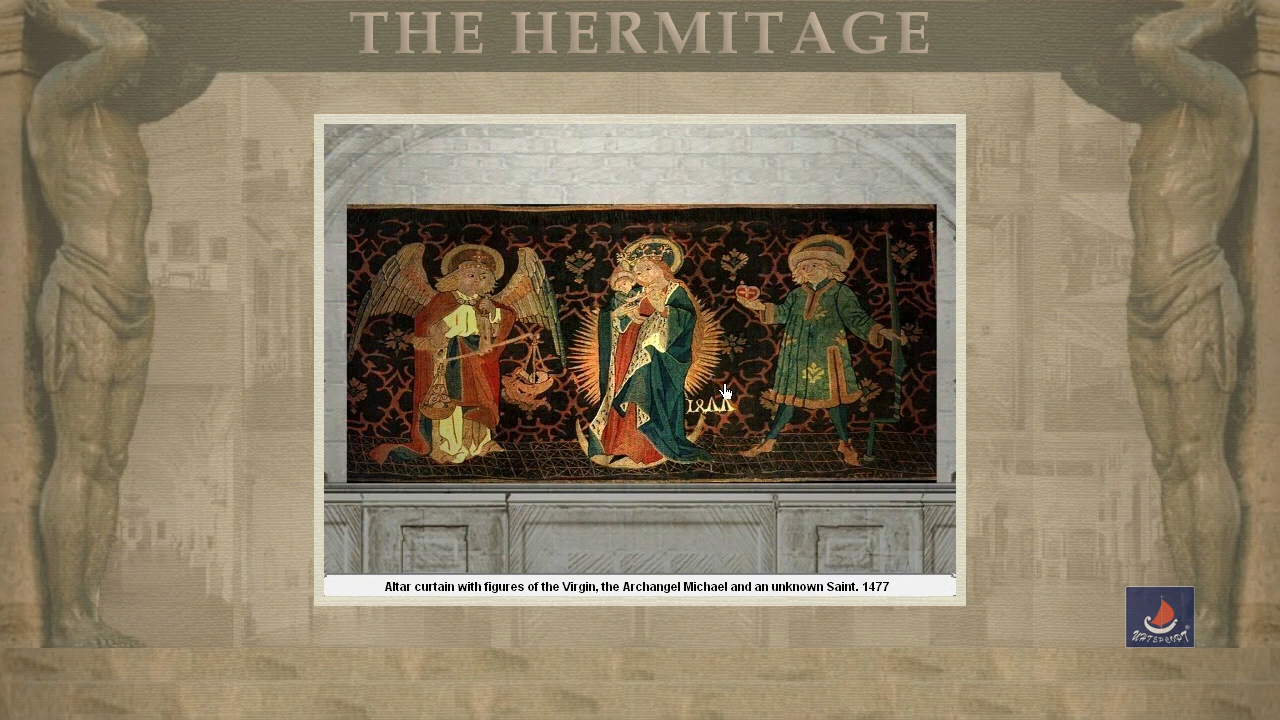 THE HERMITAGE
Altar curtain with figures of the Virgin, the Archangel Michael and an unknown Saint. 1477